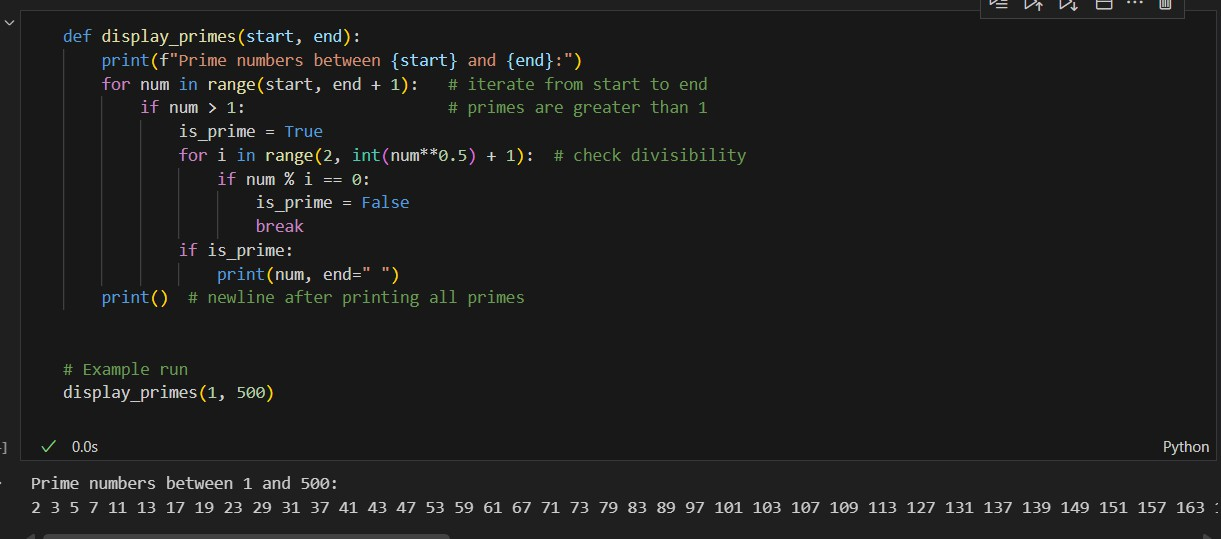 def display_primes(start, end):
    print(f"Prime numbers between {start} and {end}:")
    for num in range(start, end + 1):   # iterate from start to end
        if num > 1:                     # primes are greater than 1
            is_prime = True
            for i in range(2, int(num**0.5) + 1):  # check divisibility
                if num % i == 0:
                    is_prime = False
                    break
            if is_prime:
                print(num, end=" ")
    print()  # newline after printing all primes
# Example run
display_primes(1, 500)
]
0.0s
Python
Prime numbers between 1 and 500:
2 3 5 7 11 13 17 19 23 29 31 37 41 43 47 53 59 61 67 71 73 79 83 89 97 101 103 107 109 113 127 131 137 139 149 151 157 163